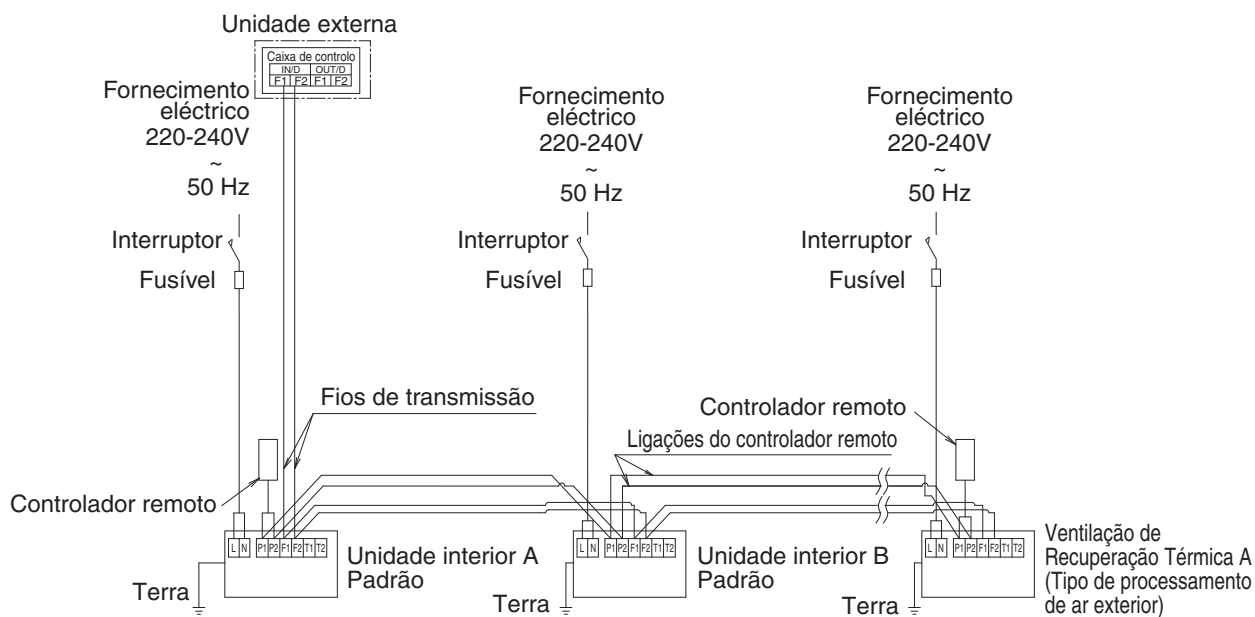 Unidade externa
Caixa de controlo
IN/D OUT/D
F1 F2 F1 F2
Fornecimento
eléctrico
220-240V
~
50 Hz
Interruptor
Fusível
Fornecimento
eléctrico
220-240V
~
50 Hz
Interruptor
Fusível
Fornecimento
eléctrico
220-240V
~
50 Hz
Interruptor
Fusível
Fios de transmissão
Controlador remoto
Ligações do controlador remoto
Controlador remoto
L N P1 P2 F1 F2 T1 T2
Unidade interior A
Padrão
Terra
L N P1 P2 F1 F2 T1 T2
Unidade interior B
Padrão
Terra
L N P1 P2 F1 F2 T1 T2
Ventilação de
Recuperação Térmica A
(Tipo de processamento
de ar exterior)
Terra